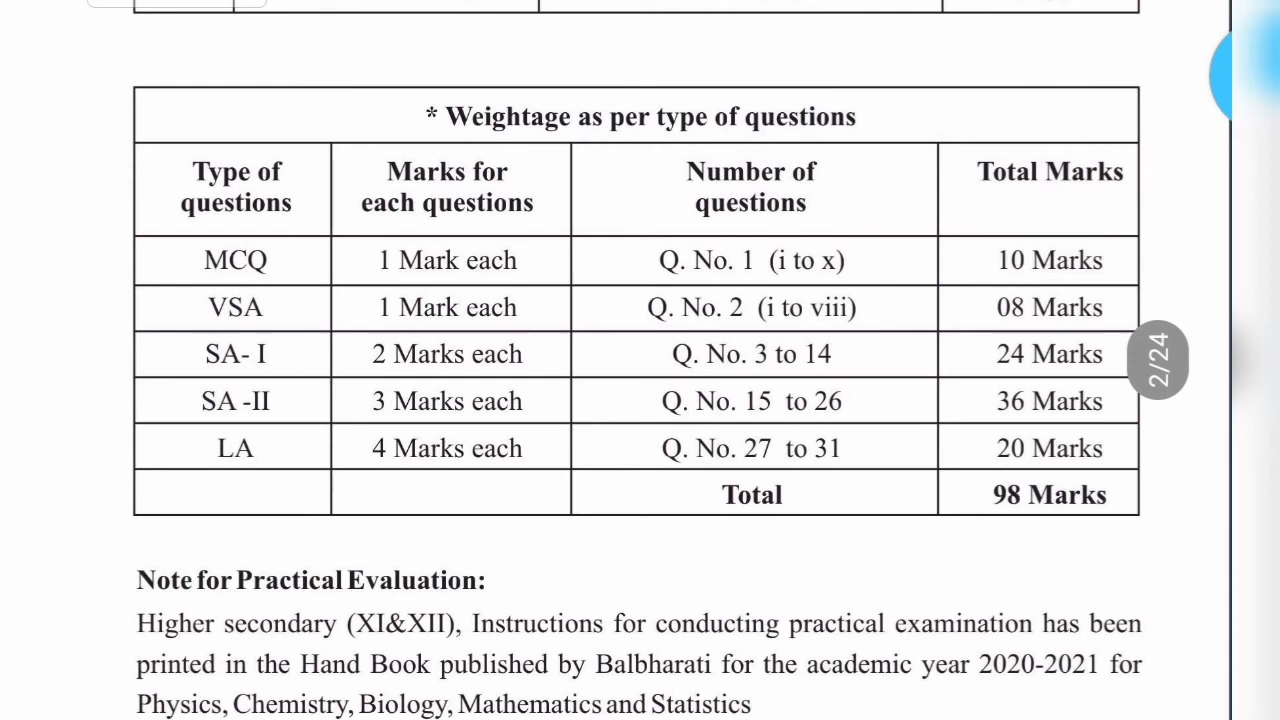 * Weightage as per type of questions
Type of questions Marks for each questions Number of questions Total Marks
MCQ 1 Mark each Q. No. 1 (i to x) 10 Marks
VSA 1 Mark each Q. No. 2 (i to viii) 08 Marks
SA- I 2 Marks each Q. No. 3 to 14 24 Marks
SA -II 3 Marks each Q. No. 15 to 26 36 Marks
LA 4 Marks each Q. No. 27 to 31 20 Marks
Total 98 Marks
2/24
Note for Practical Evaluation:
Higher secondary (XI&XII), Instructions for conducting practical examination has been
printed in the Hand Book published by Balbharati for the academic year 2020-2021 for
Physics, Chemistry, Biology, Mathematics and Statistics